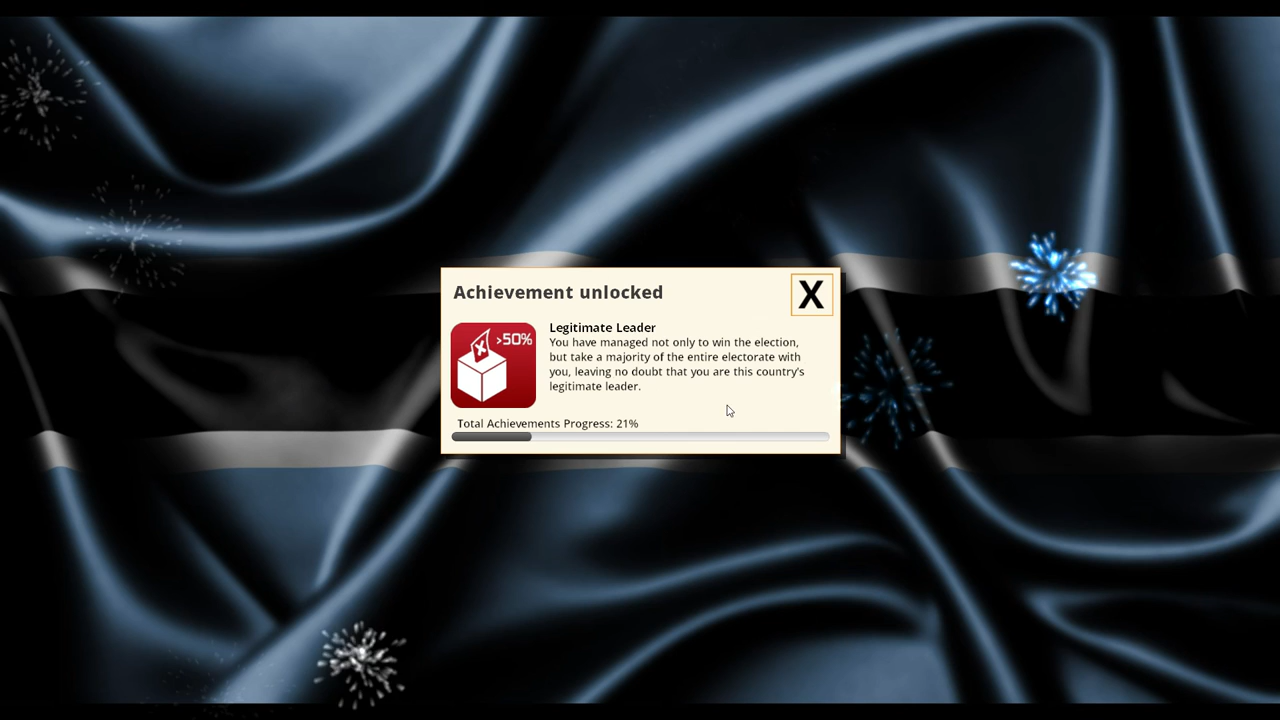 Achievement unlocked
X
>50%
Legitimate Leader
You have managed not only to win the election,
but take a majority of the entire electorate with
you, leaving no doubt that you are this country's
legitimate leader.
Total Achievements Progress: 21%